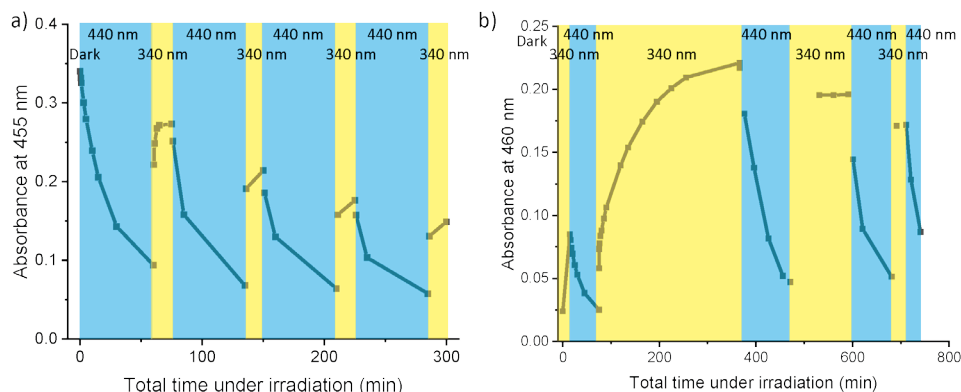 a)
440 nm 440 nm 440 nm 440 nm
Dark 340 nm 340 nm 340 nm 340 nm
0.4
0.3
0.2
0.1
0.0
0 100 200 300
Absorbance at 455 nm
Total time under irradiation (min)
b)
440 nm 440 nm 440 nm 440 nm
Dark
340 nm 340 nm 340 nm 340 nm
0.25
0.20
0.15
0.10
0.05
0.00
0 200 400 600 800
Absorbance at 460 nm
Total time under irradiation (min)